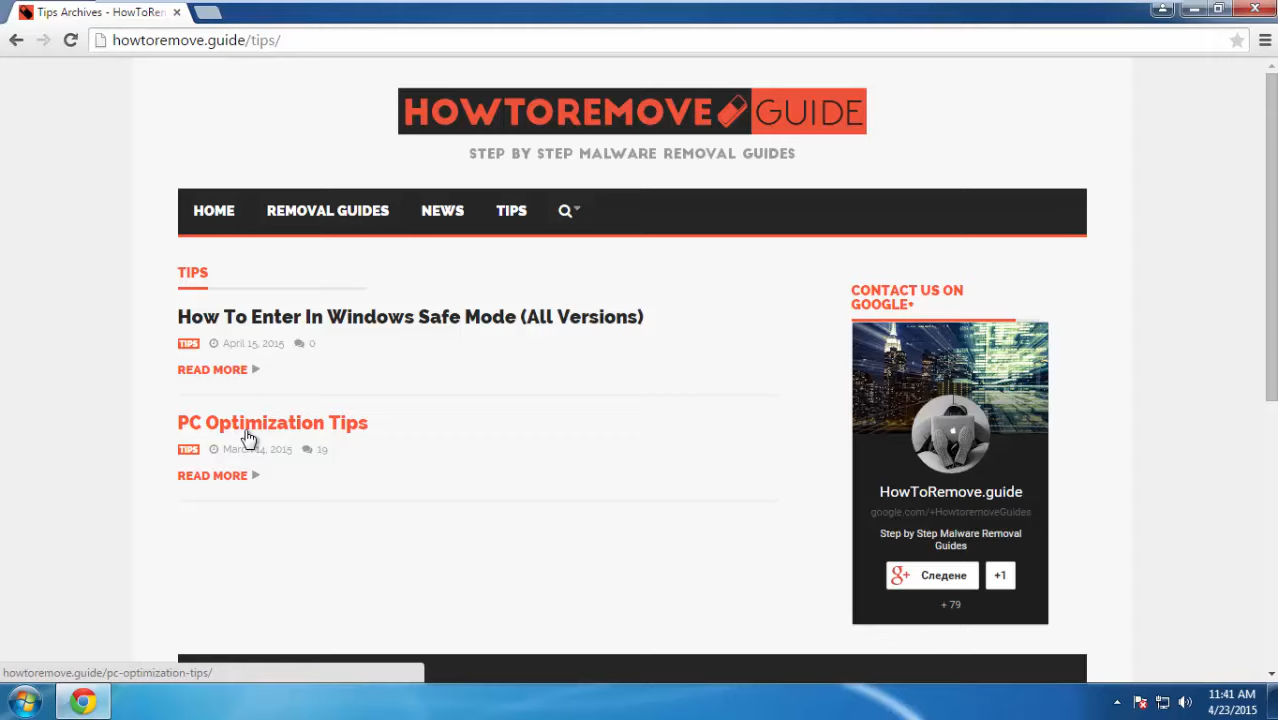 Tips Archives - HowToRem
howtoremove.guide/tips/
HOWTOREMOVE GUIDE
STEP BY STEP MALWARE REMOVAL GUIDES
HOME REMOVAL GUIDES NEWS TIPS
TIPS
How To Enter In Windows Safe Mode (All Versions)
TIPS April 15, 2015 0
READ MORE
PC Optimization Tips
TIPS March 14, 2015 19
READ MORE
CONTACT US ON
GOOGLE+
HowToRemove.guide
google.com/+HowtoremoveGuides
Step by Step Malware Removal
Guides
g+ Следене +1
+ 79
howtoremove.guide/pc-optimization-tips/
11:41 AM
4/23/2015